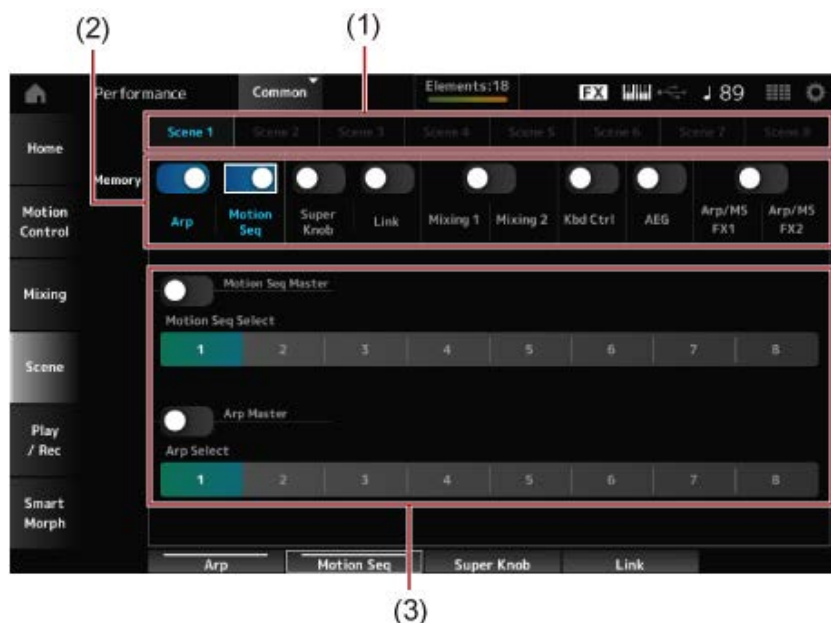 (2) (1)
Performance Common Elements:18 FX 89
Home
Scene 1 Scene 2 Scene 3 Scene 4 Scene 5 Scene 6 Scene 7 Scene 8
Memory
Arp Motion Seq Super Knob Link Mixing 1 Mixing 2 Kbd Ctrl AEG Arp/MS FX1 Arp/MS FX2
Motion Control
Mixing
Motion Seq Master
Motion Seq Select
1 2 3 4 5 6 7 8
Scene
Play / Rec
Arp Master
Arp Select
1 2 3 4 5 6 7 8
Smart Morph
Arp Motion Seq Super Knob Link
(3)